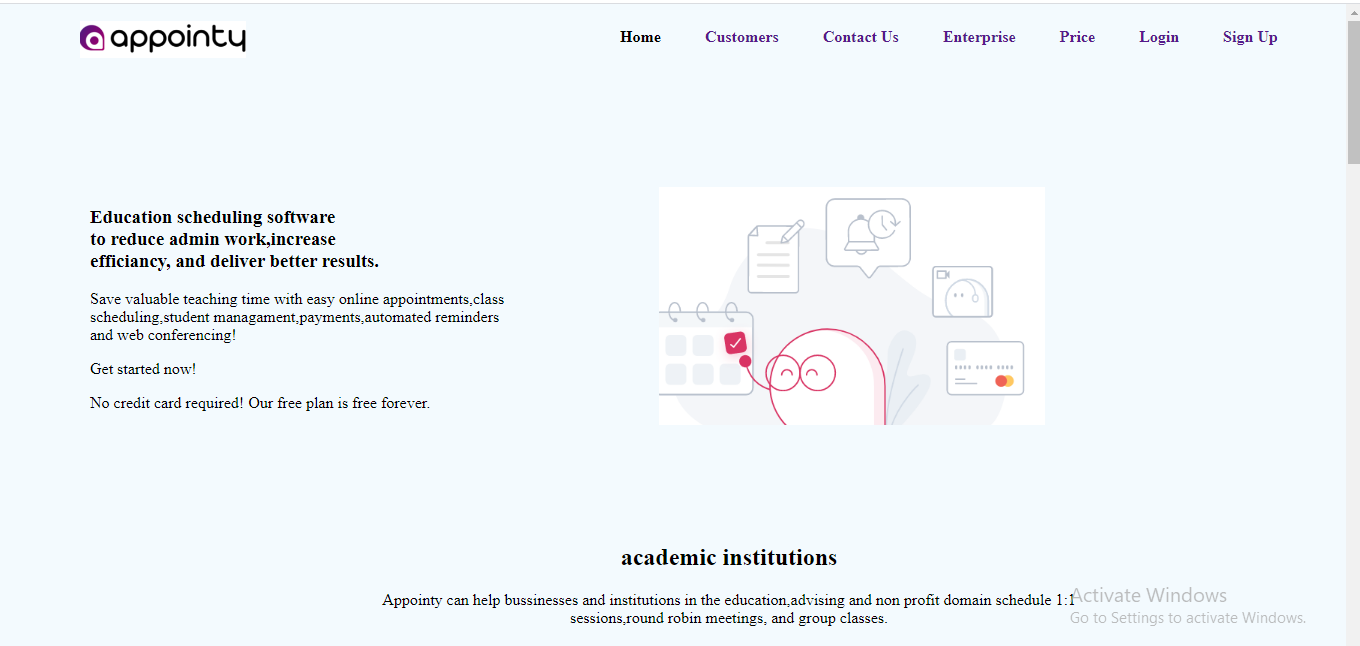 appointy
Home Customers Contact Us Enterprise Price Login Sign Up
Education scheduling software
to reduce admin work,increase
efficiancy, and deliver better results.
Save valuable teaching time with easy online appointments,class
scheduling,student managament,payments,automated reminders
and web conferencing!
Get started now!
No credit card required! Our free plan is free forever.
academic institutions
Appointy can help bussinesses and institutions in the education,advising and non profit domain schedule 1:1
sessions,round robin meetings, and group classes.
Activate Windows
Go to Settings to activate Windows.